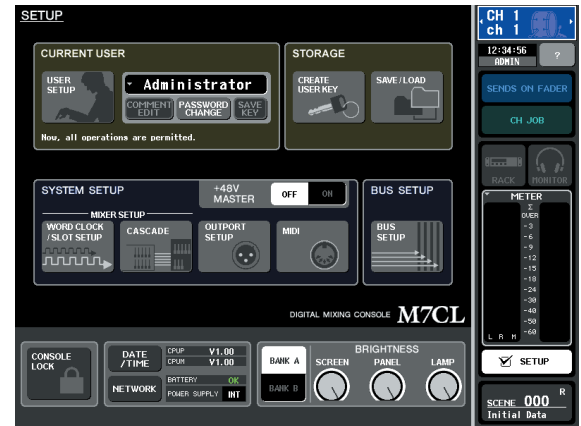 SETUP
CURRENT USER
USER
SETUP
Administrator
COMMENT
EDIT
PASSWORD
CHANGE
SAVE
KEY
Now, all operations are permitted.
STORAGE
CREATE
USER KEY
SAVE/LOAD
SYSTEM SETUP
+48V
MASTER
OFF
ON
MIXER SETUP
WORD CLOCK
/SLOT SETUP
CASCADE
OUTPORT
SETUP
MIDI
BUS SETUP
BUS
SETUP
DIGITAL MIXING CONSOLE M7CL
CONSOLE
LOCK
DATE
/TIME
CPUP V1.00
CPUM V1.00
NETWORK
BATTERY OK
POWER SUPPLY INT
BANK A
BANK B
BRIGHTNESS
SCREEN
PANEL
LAMP
CH 1
ch 1
12:34:56
ADMIN
?
SENDS ON FADER
CH JOB
RACK
MONITOR
METER
Σ
OVER
-3
-6
-9
-12
-15
-18
-24
-30
-40
-50
-60
L R M
SETUP
R
SCENE 000
Initial Data